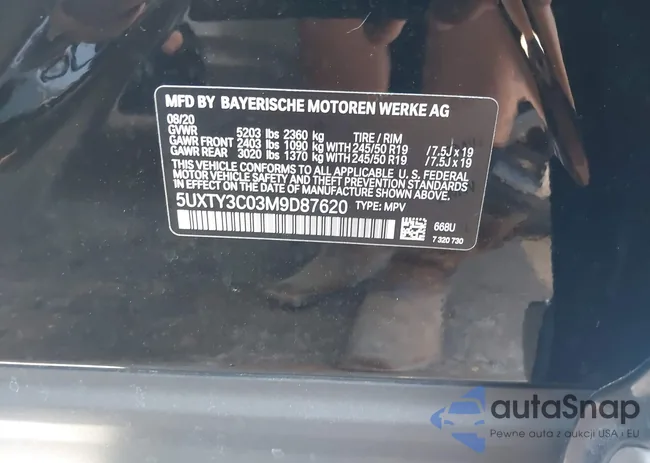 MFD BY BAYERISCHE MOTOREN WERKE AG
08/20
GVWR 5203 lbs 2360 kg TIRE / RIM
GAWR FRONT 2403 lbs 1090 kg WITH 245/50 R19 /7.5J x 19
GAWR REAR 3020 lbs 1370 kg WITH 245/50 R19 /7.5J x 19
THIS VEHICLE CONFORMS TO ALL APPLICABLE U.S. FEDERAL
MOTOR VEHICLE SAFETY STANDARDS IN EFFECT ON
THE DATE OF MANUFACTURE SHOWN ABOVE.
5UXTY3C03M9D87620 TYPE: MPV
668U
7 320 730
autaSnap
Pewne auta z aukcji USA i EU